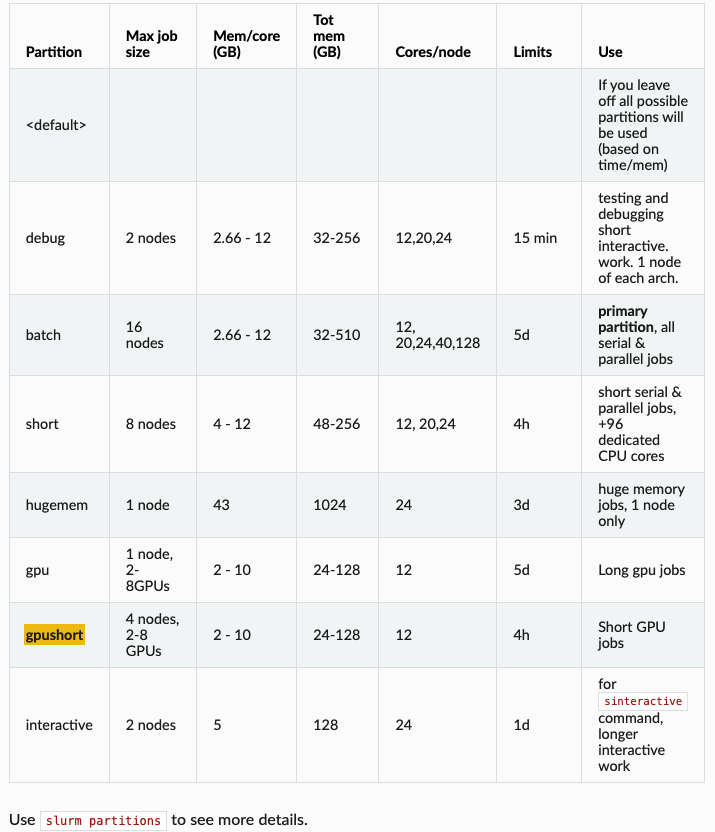 Partition Max job size Mem/core (GB) Tot mem (GB) Cores/node Limits Use
<default> If you leave off all possible partitions will be used (based on time/mem)
debug 2 nodes 2.66 - 12 32-256 12,20,24 15 min testing and debugging short interactive. work. 1 node of each arch.
batch 16 nodes 2.66 - 12 32-510 12, 20,24,40,128 5d primary partition, all serial & parallel jobs
short 8 nodes 4 - 12 48-256 12, 20,24 4h short serial & parallel jobs, +96 dedicated CPU cores
hugemem 1 node 43 1024 24 3d huge memory jobs, 1 node only
gpu 1 node, 2-8GPUs 2 - 10 24-128 12 5d Long gpu jobs
gpushort 4 nodes, 2-8 GPUs 2 - 10 24-128 12 4h Short GPU jobs
interactive 2 nodes 5 128 24 1d for sinteractive command, longer interactive work
Use slurm partitions to see more details.